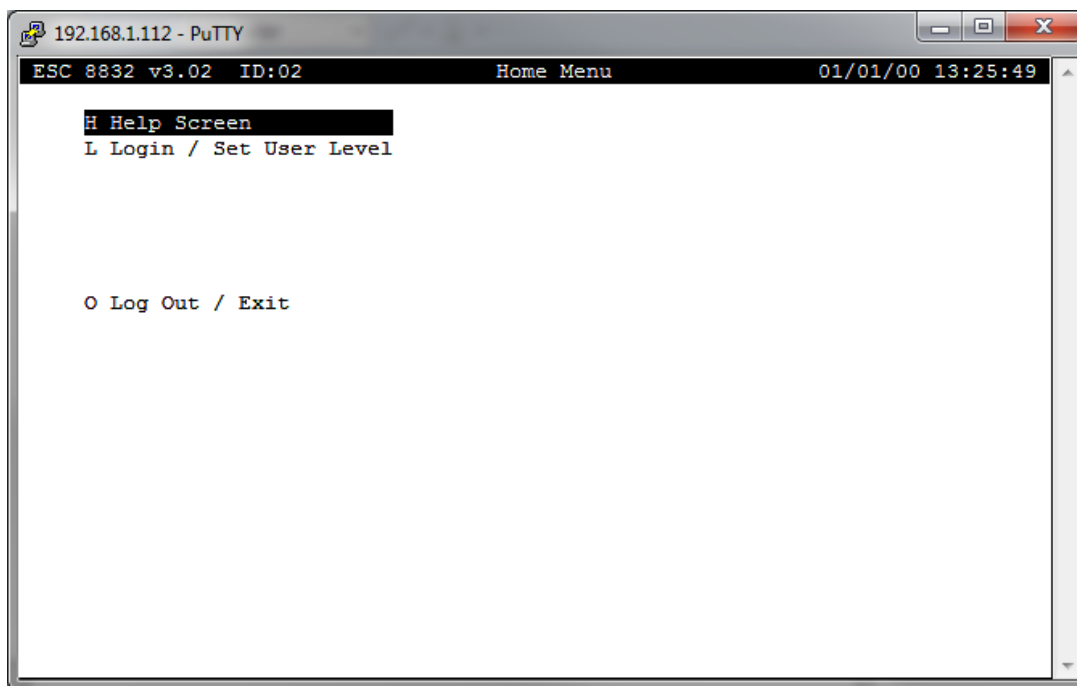 192.168.1.112 - PuTTY
ESC 8832 v3.02  ID:02               Home Menu                01/01/00 13:25:49
H Help Screen
L Login / Set User Level
O Log Out / Exit